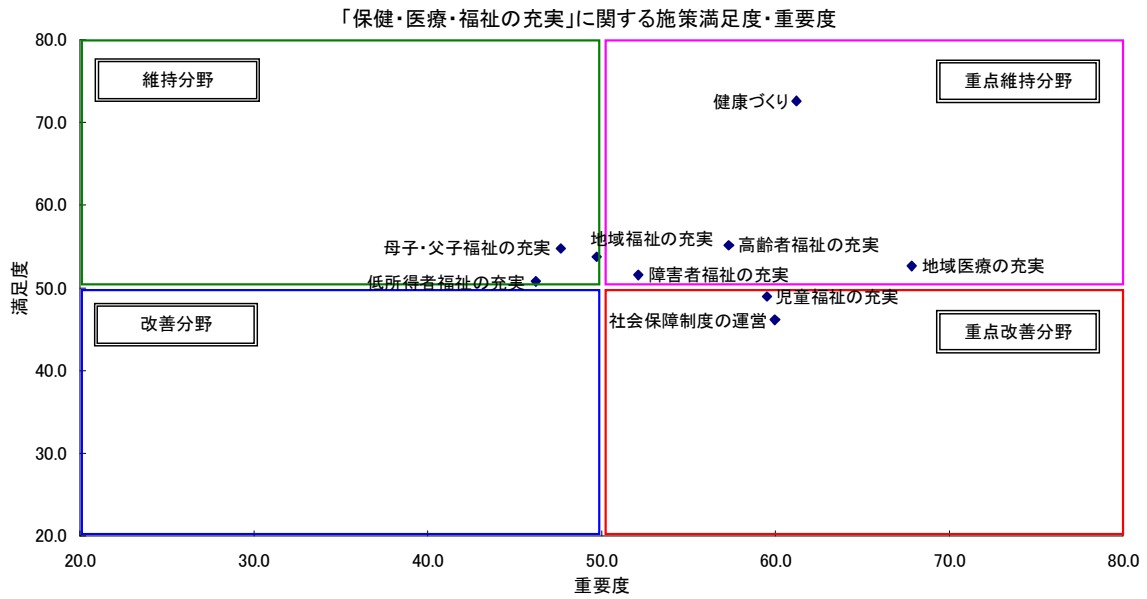 「保健・医療・福祉の充実」に関する施策満足度・重要度
80.0
維持分野
重点維持分野
健康づくり
70.0
60.0
地域福祉の充実
母子・父子福祉の充実
高齢者福祉の充実
地域医療の充実
低所得者福祉の充実
障害者福祉の充実
50.0
児童福祉の充実
社会保障制度の運営
改善分野
重点改善分野
満足度
40.0
30.0
20.0
20.0 30.0 40.0 50.0 60.0 70.0 80.0
重要度